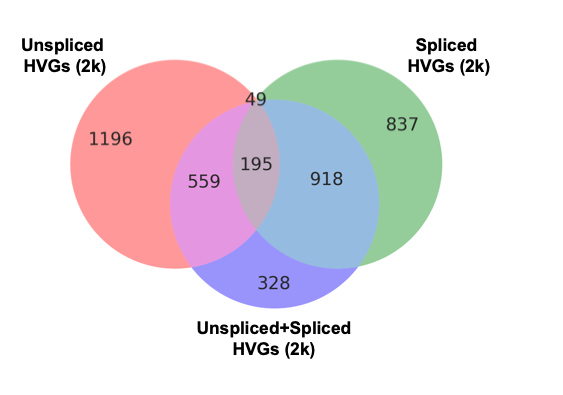 Unspliced
HVGs (2k)
Spliced
HVGs (2k)
49
1196
837
195
559
918
328
Unspliced+Spliced
HVGs (2k)